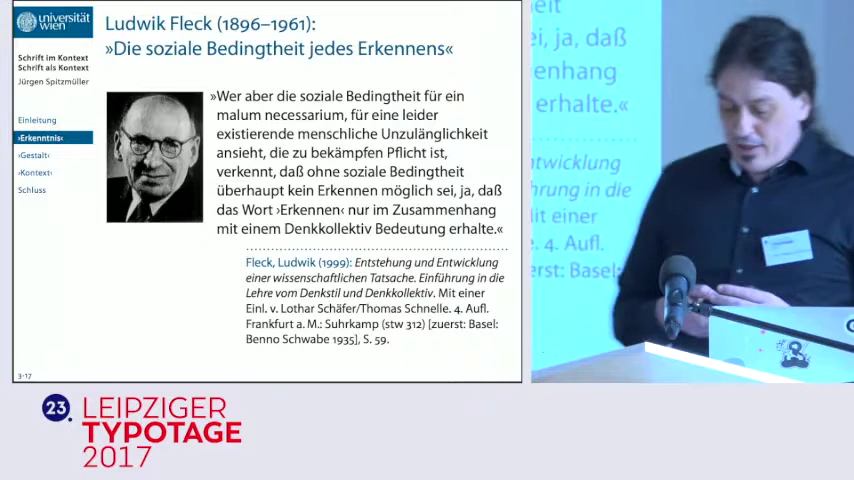 universität
wien
Schrift im Kontext
Schrift als Kontext
Jürgen Spitzmüller
Einleitung
›Erkenntnis‹
›Gestalt‹
›Kontext‹
Schluss
3-17
Ludwik Fleck (1896–1961):
»Die soziale Bedingtheit jedes Erkennens«
»Wer aber die soziale Bedingtheit für ein
malum necessarium, für eine leider
existierende menschliche Unzulänglichkeit
ansieht, die zu bekämpfen Pflicht ist,
verkennt, daß ohne soziale Bedingtheit
überhaupt kein Erkennen möglich sei, ja, daß
das Wort ›Erkennen‹ nur im Zusammenhang
mit einem Denkkollektiv Bedeutung erhalte.«
Fleck, Ludwik (1999): Entstehung und Entwicklung
einer wissenschaftlichen Tatsache. Einführung in die
Lehre vom Denkstil und Denkkollektiv. Mit einer
Einl. v. Lothar Schäfer/Thomas Schnelle. 4. Aufl.
Frankfurt a. M.: Suhrkamp (stw 312) [zuerst: Basel:
Benno Schwabe 1935], S. 59.
ei, ja, daß
enhang
erhalte.«
ntwicklung
hrung in die
it einer
. 4. Aufl.
erst: Basel:
23.
LEIPZIGER
TYPOTAGE
2017